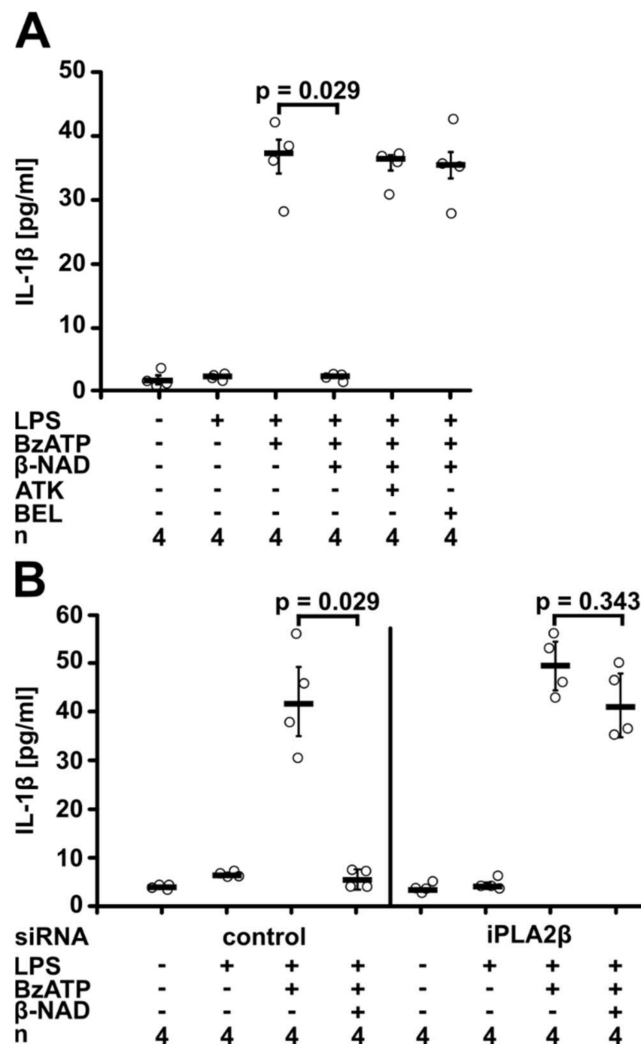 A
50
p = 0.029
40
30
20
10
0
IL-1β [pg/ml]
LPS - + + + + +
BzATP - - + + + +
β-NAD - - - + + +
ATK - - - - + -
BEL - - - - - +
n 4 4 4 4 4 4
B
60
p = 0.029 p = 0.343
50
40
30
20
10
0
IL-1β [pg/ml]
siRNA control iPLA2β
LPS - + + + - + + +
BzATP - - + + - - + +
β-NAD - - - + - - - +
n 4 4 4 4 4 4 4 4